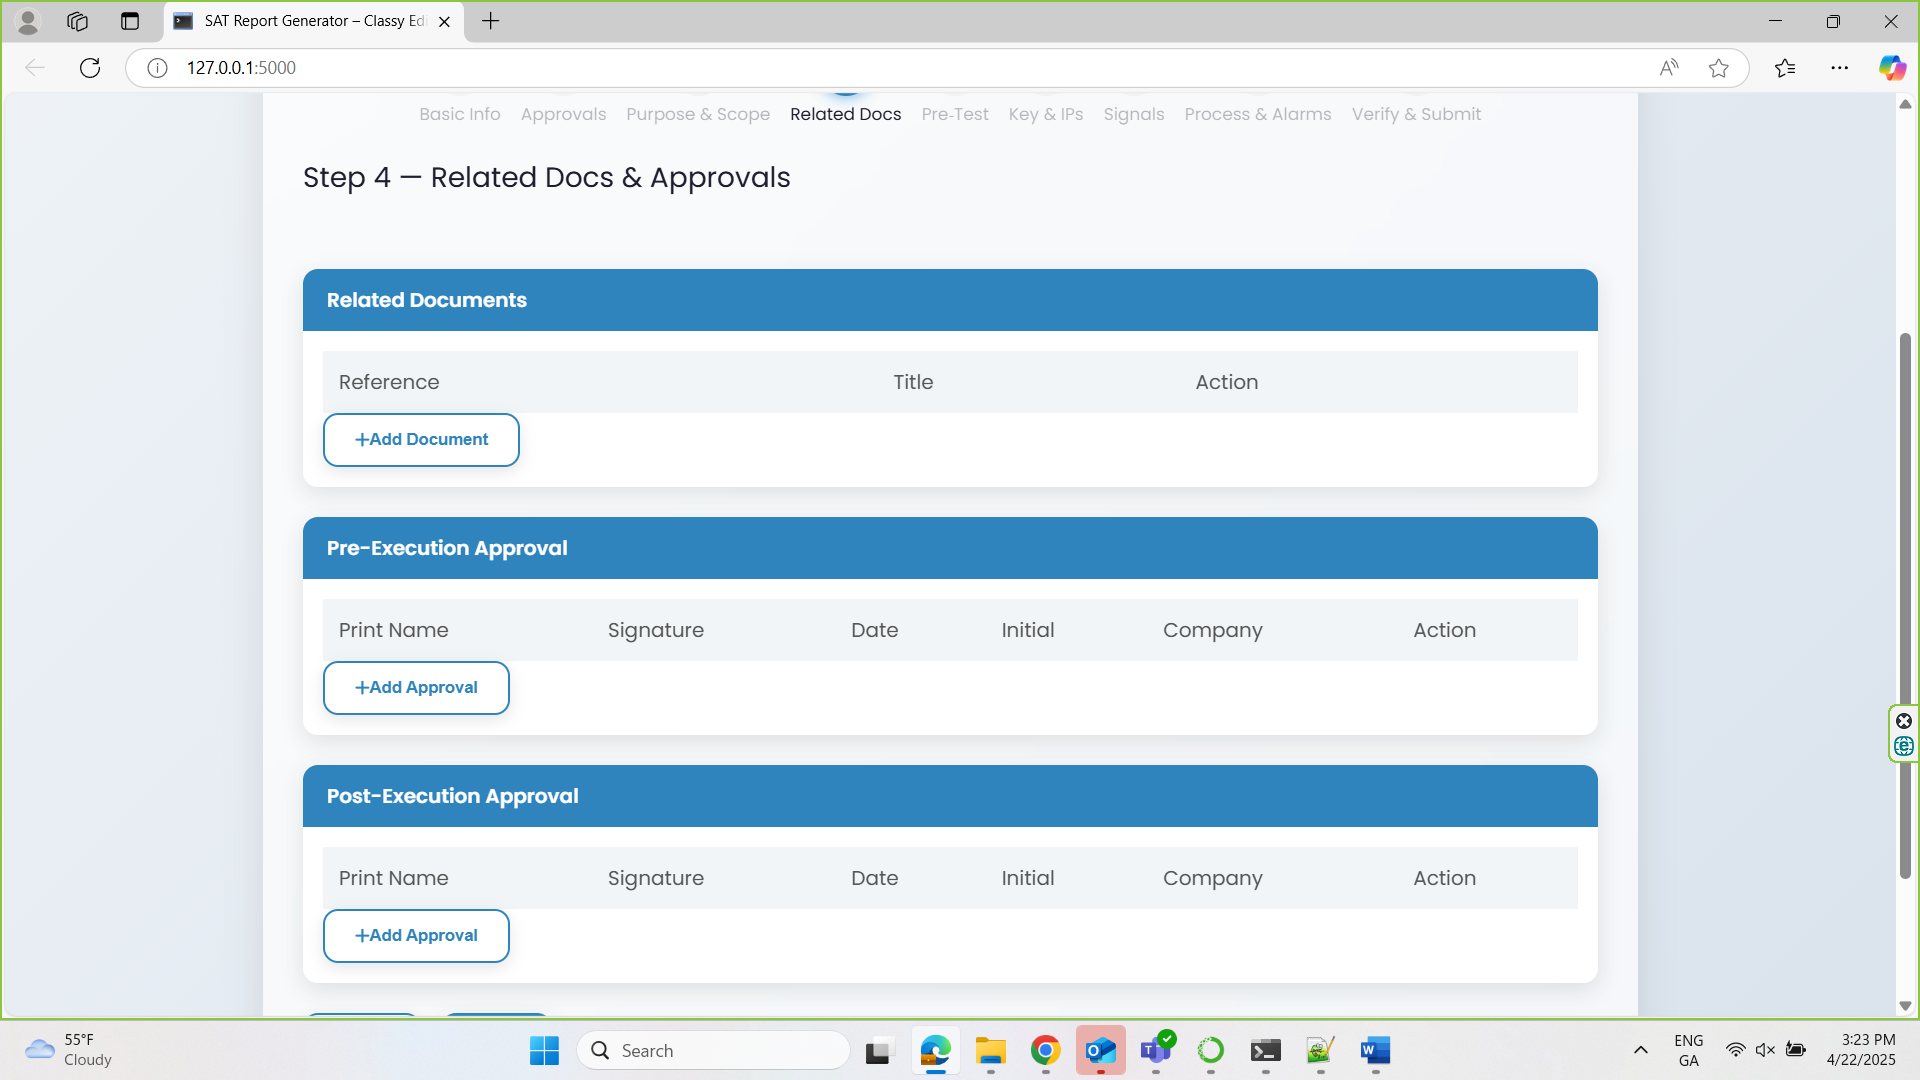 SAT Report Generator – Classy Edi
127.0.0.1:5000
Basic Info Approvals Purpose & Scope Related Docs Pre-Test Key & IPs Signals Process & Alarms Verify & Submit
Step 4 — Related Docs & Approvals
Related Documents
Reference Title Action
+Add Document
Pre-Execution Approval
Print Name Signature Date Initial Company Action
+Add Approval
Post-Execution Approval
Print Name Signature Date Initial Company Action
+Add Approval
55°F
Cloudy
Search
ENG
GA
3:23 PM
4/22/2025